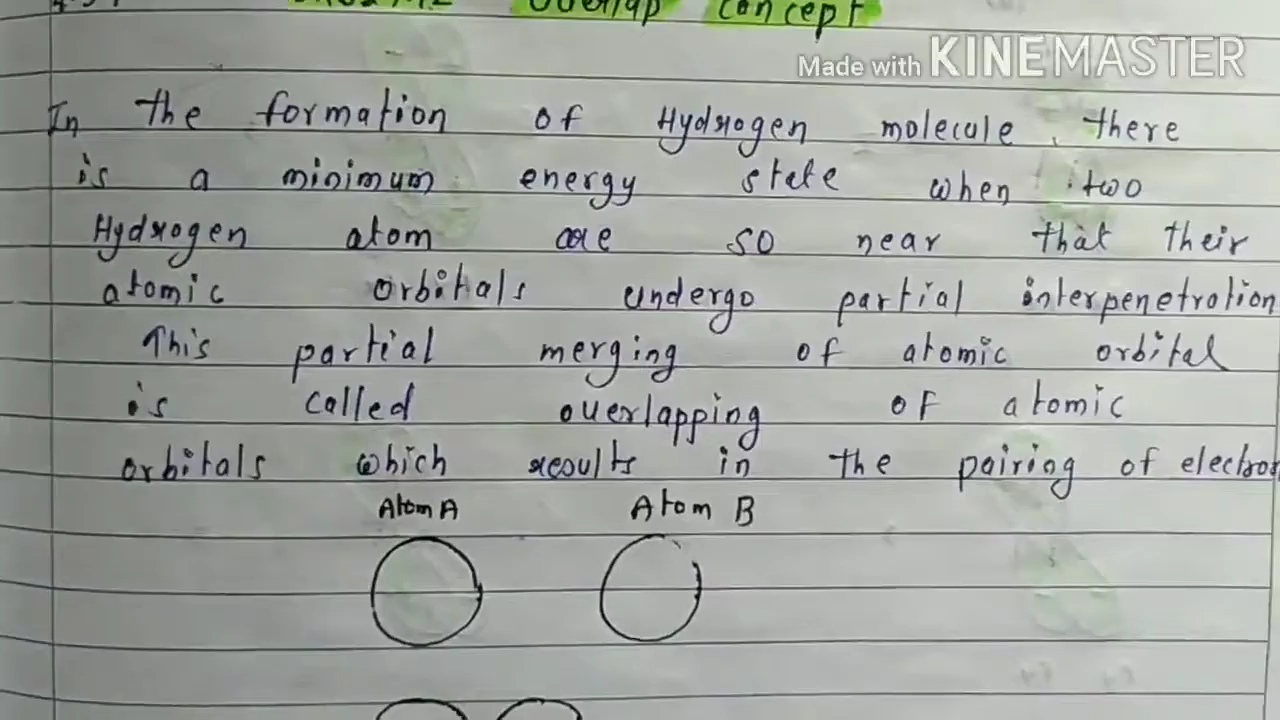 Overlap Concept
Made with KINEMASTER
In the formation of Hydrogen molecule, there
is a minimum energy state when two
Hydrogen atom are so near that their
atomic orbitals undergo partial interpenetration
This partial merging of atomic orbital
is called overlapping of atomic
orbitals which results in the pairing of electron
Atom A Atom B